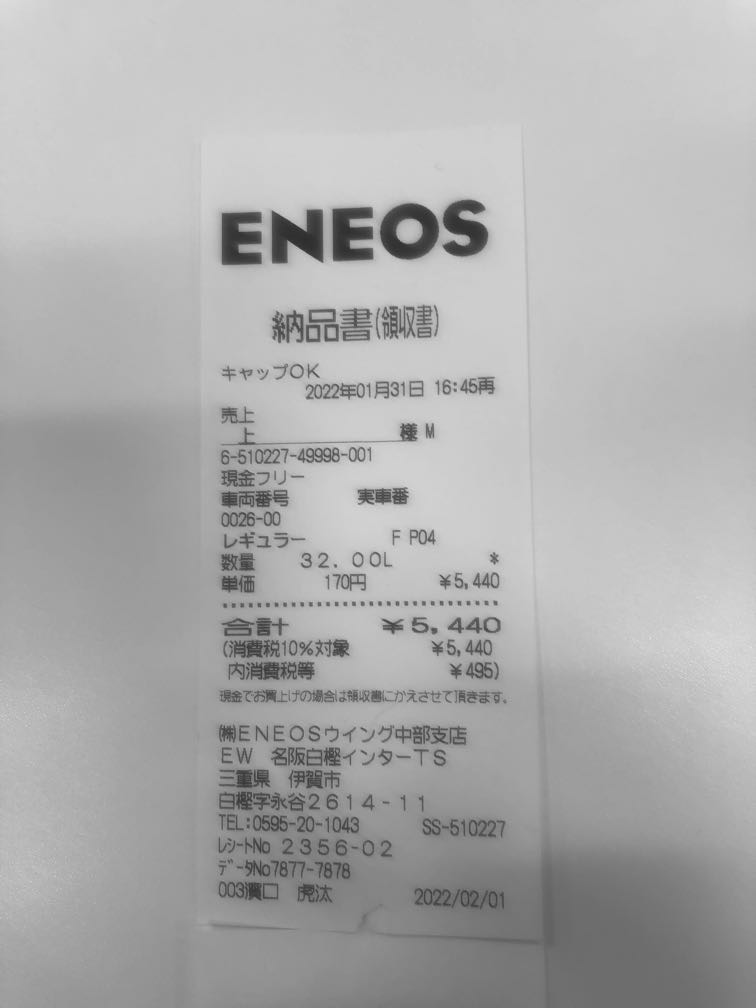 ENEOS
納品書(領収書)
キャップOK
2022年01月31日 16:45再
売上
上 様 M
6-510227-49998-001
現金フリー
車両番号 実車番
0026-00
レギュラー F P04
数量 32.00L *
単価 170円 ¥5,440
合計 ¥5,440
(消費税10%対象 ¥5,440
内消費税等 ¥495)
現金でお買上げの場合は領収書にかえさせて頂きます。
㈱ENEOSウイング中部支店
EW 名阪白樫インターTS
三重県 伊賀市
白樫字永谷2614-11
TEL:0595-20-1043 SS-510227
レシートNo 2356-02
データNo7877-7878
003濱口 虎汰 2022/02/01